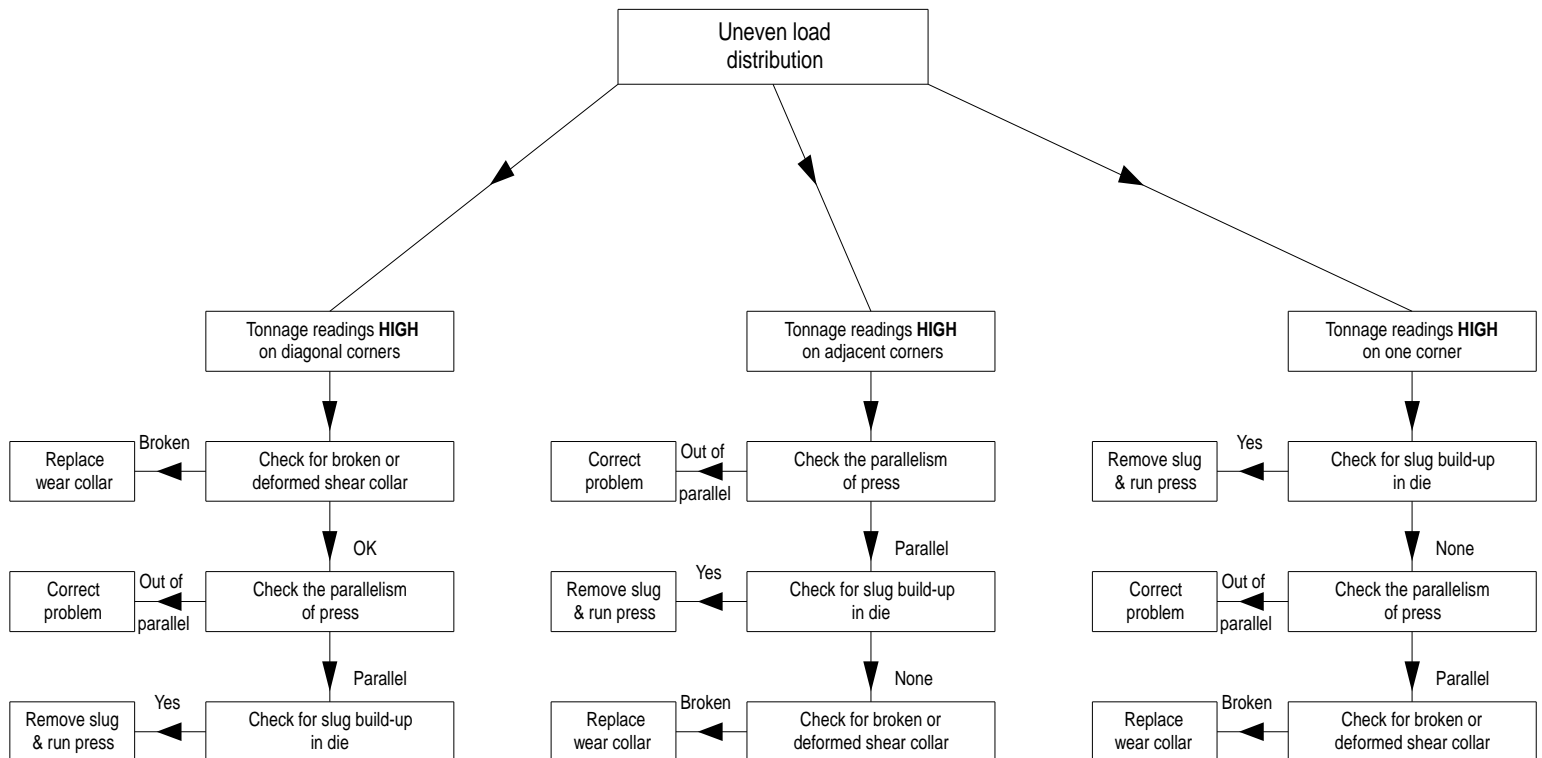 Uneven load
distribution
Tonnage readings HIGH
on diagonal corners
Tonnage readings HIGH
on adjacent corners
Tonnage readings HIGH
on one corner
Replace
wear collar
Broken
Check for broken or
deformed shear collar
Correct
problem
Out of
parallel
Check the parallelism
of press
Remove slug
& run press
Yes
Check for slug build-up
in die
OK
Parallel
None
Correct
problem
Out of
parallel
Check the parallelism
of press
Remove slug
& run press
Yes
Check for slug build-up
in die
Correct
problem
Out of
parallel
Check the parallelism
of press
Parallel
None
Parallel
Remove slug
& run press
Yes
Check for slug build-up
in die
Replace
wear collar
Broken
Check for broken or
deformed shear collar
Replace
wear collar
Broken
Check for broken or
deformed shear collar